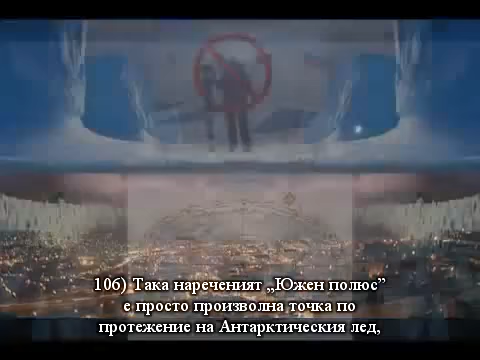 106) Така нареченият „Южен полюс”
е просто произволна точка по
протежение на Антарктическия лед,